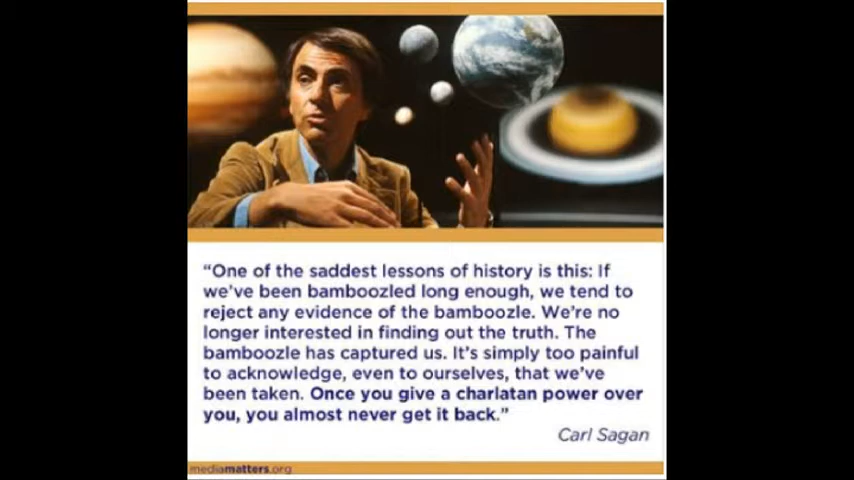 “One of the saddest lessons of history is this: If
we’ve been bamboozled long enough, we tend to
reject any evidence of the bamboozle. We’re no
longer interested in finding out the truth. The
bamboozle has captured us. It’s simply too painful
to acknowledge, even to ourselves, that we’ve
been taken. Once you give a charlatan power over
you, you almost never get it back.”
Carl Sagan
mediamatters.org